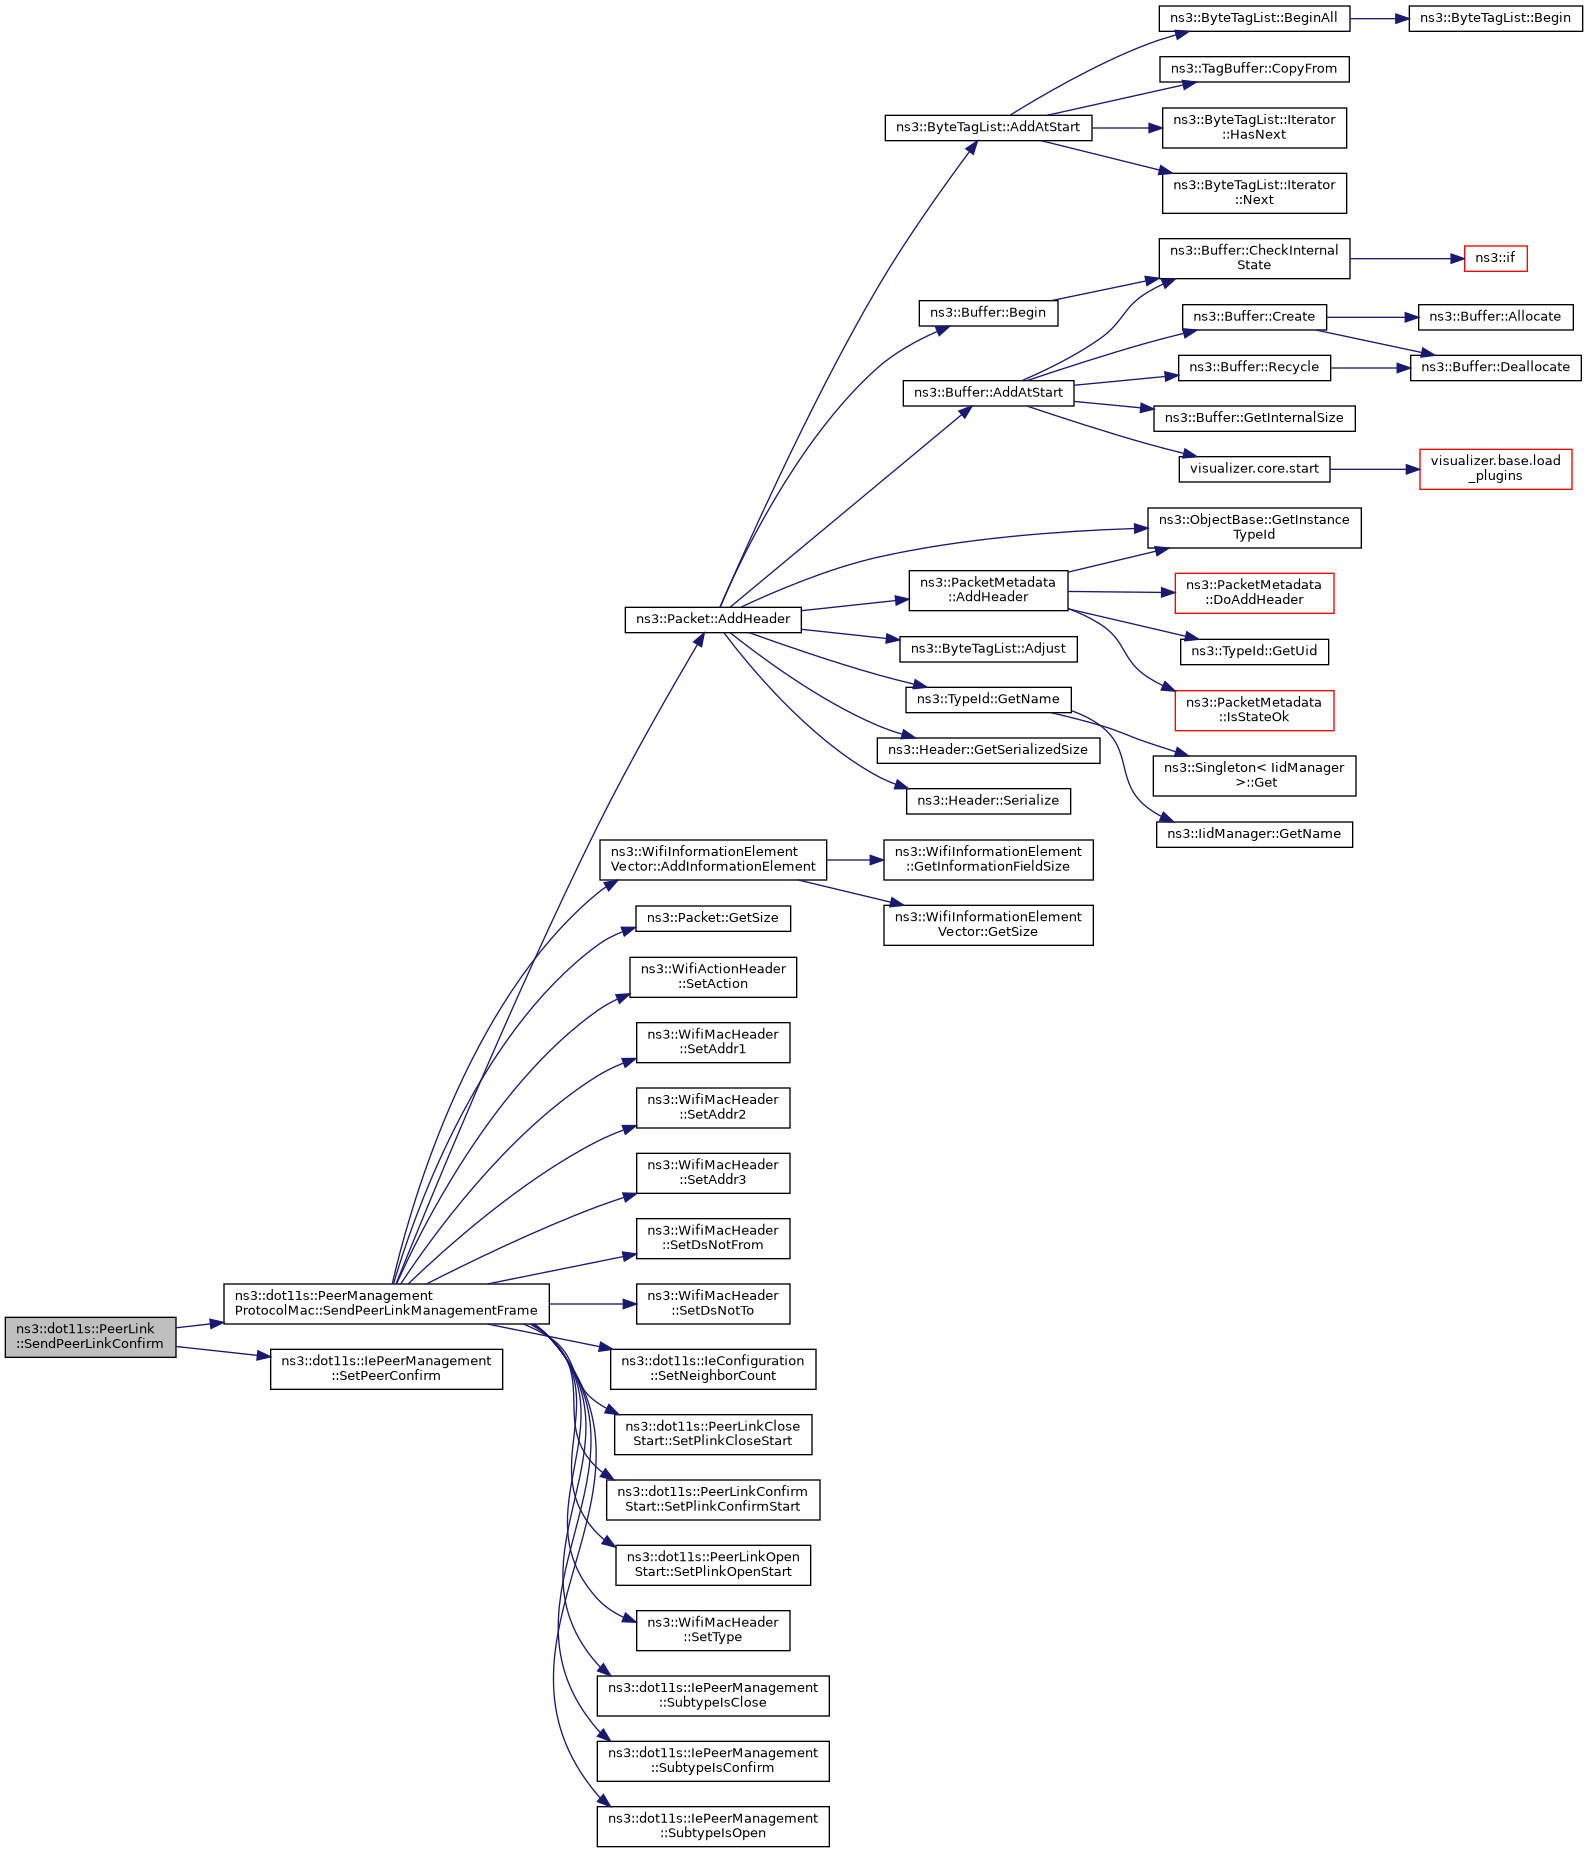 ns3::ByteTagList::BeginAll
ns3::ByteTagList::Begin
ns3::TagBuffer::CopyFrom
ns3::ByteTagList::AddAtStart
ns3::ByteTagList::Iterator
::HasNext
ns3::ByteTagList::Iterator
::Next
ns3::Buffer::CheckInternal
State
ns3::if
ns3::Buffer::Begin
ns3::Buffer::Create
ns3::Buffer::Allocate
ns3::Buffer::Recycle
ns3::Buffer::Deallocate
ns3::Buffer::AddAtStart
ns3::Buffer::GetInternalSize
visualizer.core.start
visualizer.base.load
_plugins
ns3::ObjectBase::GetInstance
TypeId
ns3::PacketMetadata
::AddHeader
ns3::PacketMetadata
::DoAddHeader
ns3::Packet::AddHeader
ns3::ByteTagList::Adjust
ns3::TypeId::GetUid
ns3::TypeId::GetName
ns3::PacketMetadata
::IsStateOk
ns3::Header::GetSerializedSize
ns3::Singleton< IidManager
>::Get
ns3::Header::Serialize
ns3::IidManager::GetName
ns3::WifiInformationElement
Vector::AddInformationElement
ns3::WifiInformationElement
::GetInformationFieldSize
ns3::Packet::GetSize
ns3::WifiInformationElement
Vector::GetSize
ns3::WifiActionHeader
::SetAction
ns3::WifiMacHeader
::SetAddr1
ns3::WifiMacHeader
::SetAddr2
ns3::WifiMacHeader
::SetAddr3
ns3::WifiMacHeader
::SetDsNotFrom
ns3::dot11s::PeerManagement
ProtocolMac::SendPeerLinkManagementFrame
ns3::WifiMacHeader
::SetDsNotTo
ns3::dot11s::PeerLink
::SendPeerLinkConfirm
ns3::dot11s::IePeerManagement
::SetPeerConfirm
ns3::dot11s::IeConfiguration
::SetNeighborCount
ns3::dot11s::PeerLinkClose
Start::SetPlinkCloseStart
ns3::dot11s::PeerLinkConfirm
Start::SetPlinkConfirmStart
ns3::dot11s::PeerLinkOpen
Start::SetPlinkOpenStart
ns3::WifiMacHeader
::SetType
ns3::dot11s::IePeerManagement
::SubtypeIsClose
ns3::dot11s::IePeerManagement
::SubtypeIsConfirm
ns3::dot11s::IePeerManagement
::SubtypeIsOpen